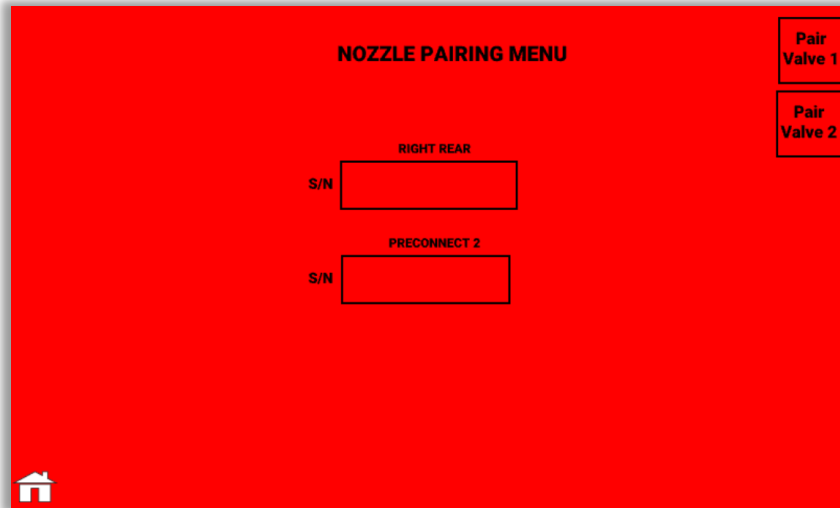 NOZZLE PAIRING MENU
Pair
Valve 1
Pair
Valve 2
RIGHT REAR
S/N
PRECONNECT 2
S/N